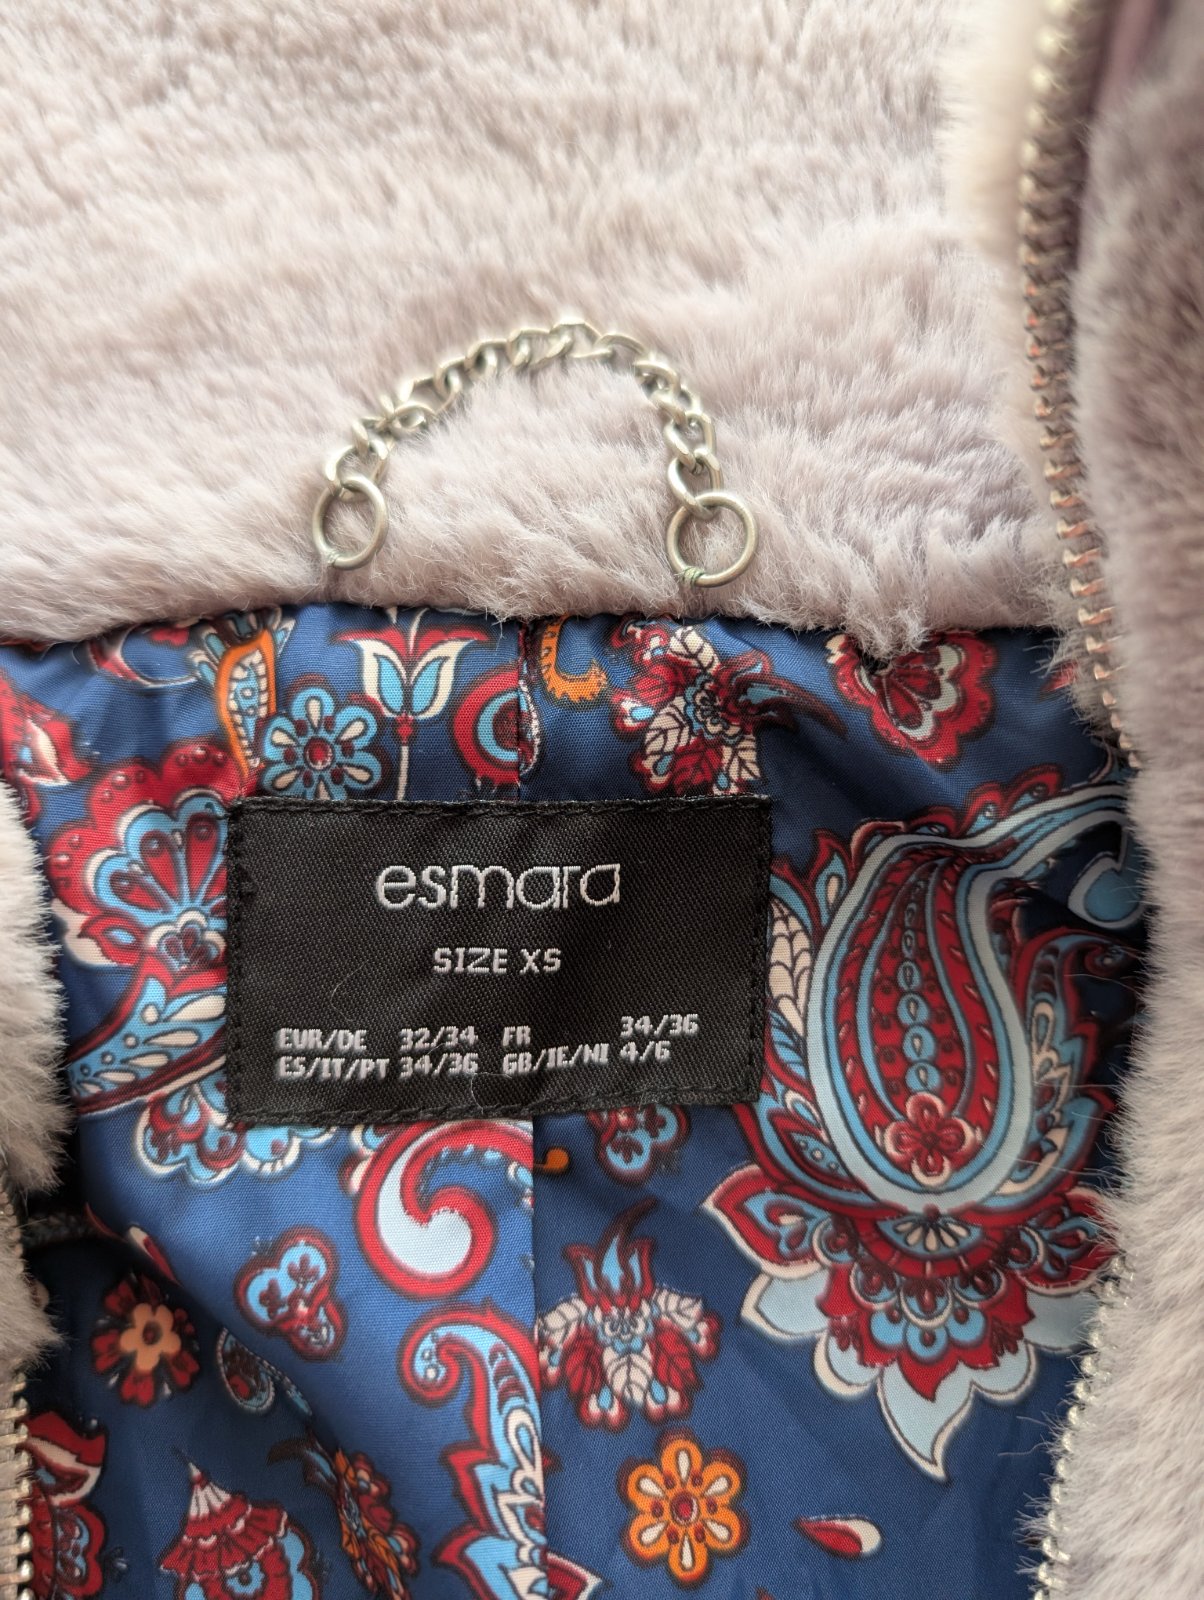 esmara
SIZE XS
EUR/DE 32/34 FR 34/36
ES/IT/PT 34/36 GB/IE/NI 4/6